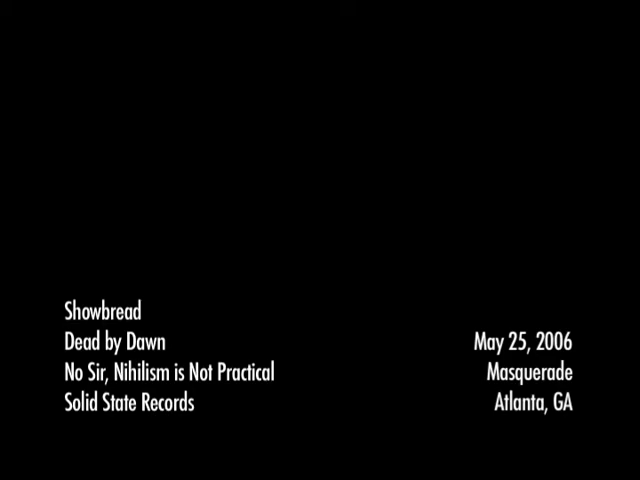 Showbread
Dead by Dawn
No Sir, Nihilism is Not Practical
Solid State Records
May 25, 2006
Masquerade
Atlanta, GA